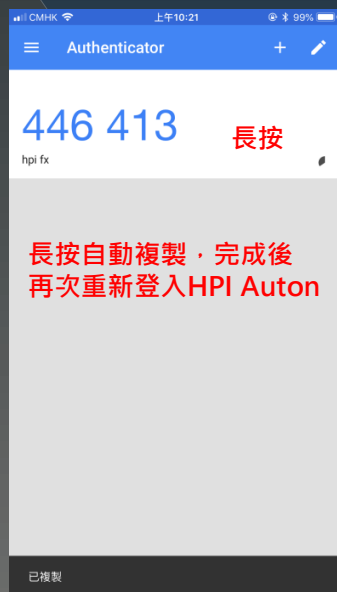 CMHK 上午10:21 99%
Authenticator
446 413
長按
hpi fx
長按自動複製，完成後
再次重新登入HPI Auton
已複製